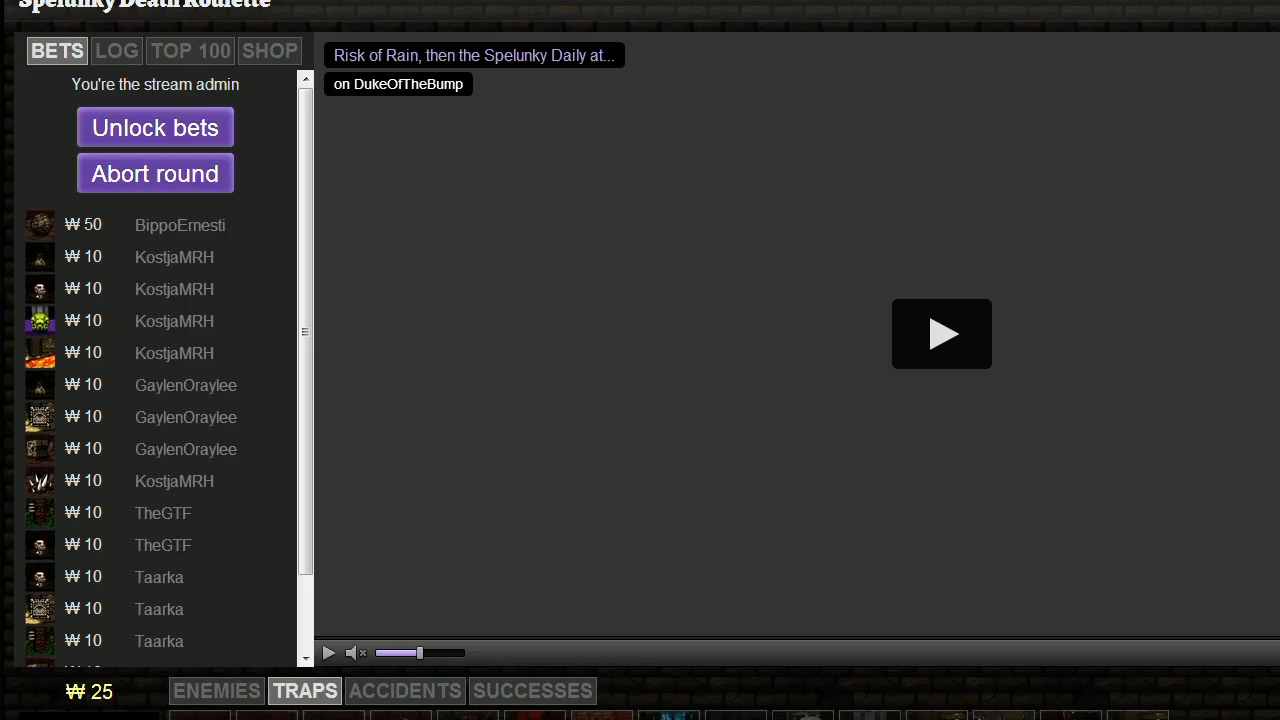 Spelunky Death Roulette
BETS LOG TOP 100 SHOP
You're the stream admin
Unlock bets
Abort round
₩ 50 BippoErnesti
₩ 10 KostjaMRH
₩ 10 KostjaMRH
₩ 10 KostjaMRH
₩ 10 KostjaMRH
₩ 10 GaylenOraylee
₩ 10 GaylenOraylee
₩ 10 GaylenOraylee
₩ 10 KostjaMRH
₩ 10 TheGTF
₩ 10 TheGTF
₩ 10 Taarka
₩ 10 Taarka
₩ 10 Taarka
Risk of Rain, then the Spelunky Daily at...
on DukeOfTheBump
₩ 25
ENEMIES TRAPS ACCIDENTS SUCCESSES